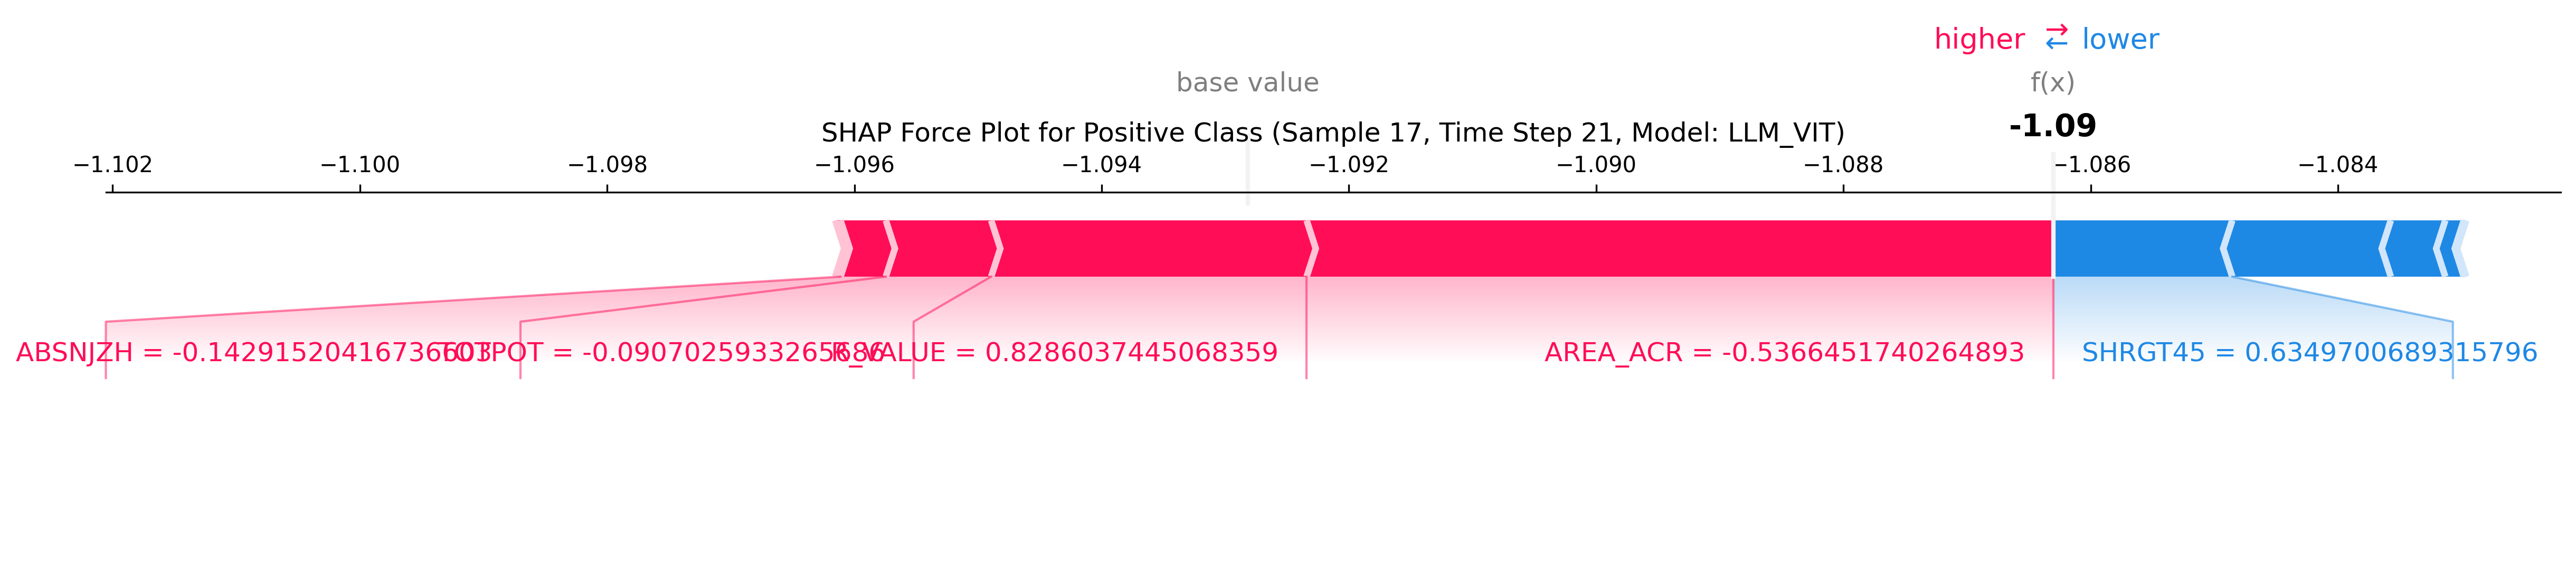 higher ⇄ lower
base value f(x)
SHAP Force Plot for Positive Class (Sample 17, Time Step 21, Model: LLM_VIT) -1.09
−1.102 −1.100 −1.098 −1.096 −1.094 −1.092 −1.090 −1.088 −1.086 −1.084
ABSNJZH = -0.14291520416736603 TOTPOT = -0.0907025933265686 R_VALUE = 0.8286037445068359 AREA_ACR = -0.5366451740264893 SHRGT45 = 0.6349700689315796